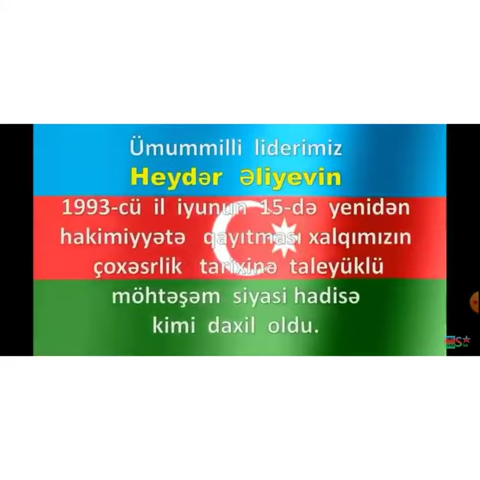 Ümummilli liderimiz
Heydər Əliyevin
1993-cü il iyunun 15-də yenidən
hakimiyyətə qayıtması xalqımızın
çoxəsrlik tarixinə taleyüklü
möhtəşəm siyasi hadisə
kimi daxil oldu.